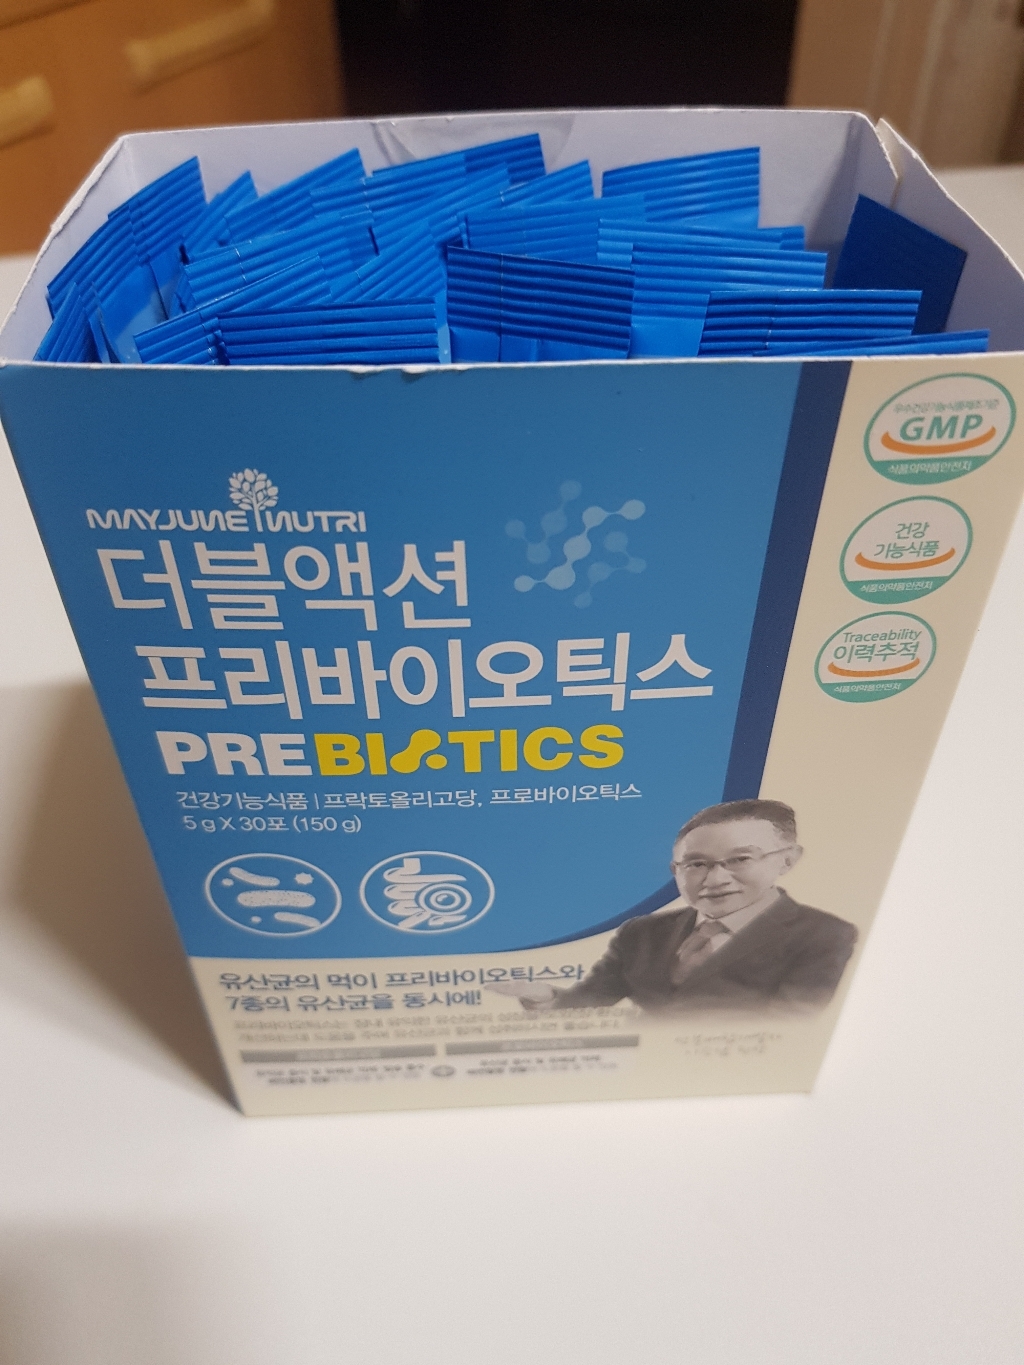 MAYJUNE NUTRI
더블액션
프리바이오틱스
PREBIOTICS
건강기능식품 | 프락토올리고당, 프로바이오틱스
5 g X 30포 (150 g)
유산균의 먹이 프리바이오틱스와
7종의 유산균을 동시에!
우수건강기능식품제조기준
GMP
식품의약품안전처
건강
기능식품
식품의약품안전처
Traceability
이력추적
식품의약품안전처